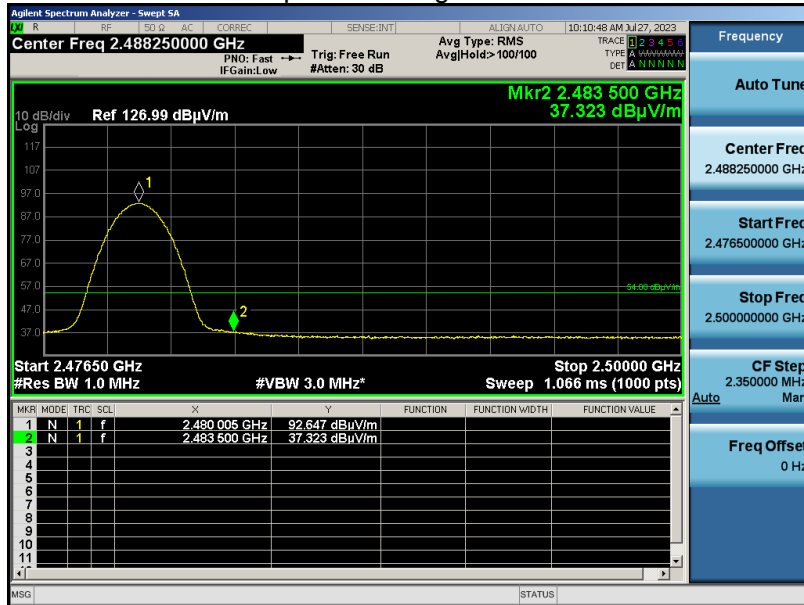 Agilent Spectrum Analyzer - Swept SA
LXI R RF 50 Ω AC CORREC SENSE:INT ALIGN AUTO 10:10:48 AM Jul 27, 2023
Center Freq 2.488250000 GHz
PNO: Fast
IFGain:Low
Trig: Free Run
#Atten: 30 dB
Avg Type: RMS
Avg|Hold:>100/100
TRACE 1 2 3 4 5 6
TYPE A WWWWW
DET A N N N N N
Mkr2 2.483 500 GHz
37.323 dBµV/m
10 dB/div Ref 126.99 dBµV/m
Log
117
107
97.0
87.0
77.0
67.0
57.0
47.0
37.0
1
2
54.00 dBµV/m
Start 2.47650 GHz Stop 2.50000 GHz
#Res BW 1.0 MHz #VBW 3.0 MHz* Sweep 1.066 ms (1000 pts)
MKR MODE TRC SCL X Y FUNCTION FUNCTION WIDTH FUNCTION VALUE
1 N 1 f 2.480 005 GHz 92.647 dBµV/m
2 N 1 f 2.483 500 GHz 37.323 dBµV/m
3
4
5
6
7
8
9
10
11
MSG STATUS
Frequency
Auto Tune
Center Freq
2.488250000 GHz
Start Freq
2.476500000 GHz
Stop Freq
2.500000000 GHz
CF Step
2.350000 MHz
Auto Man
Freq Offset
0 Hz